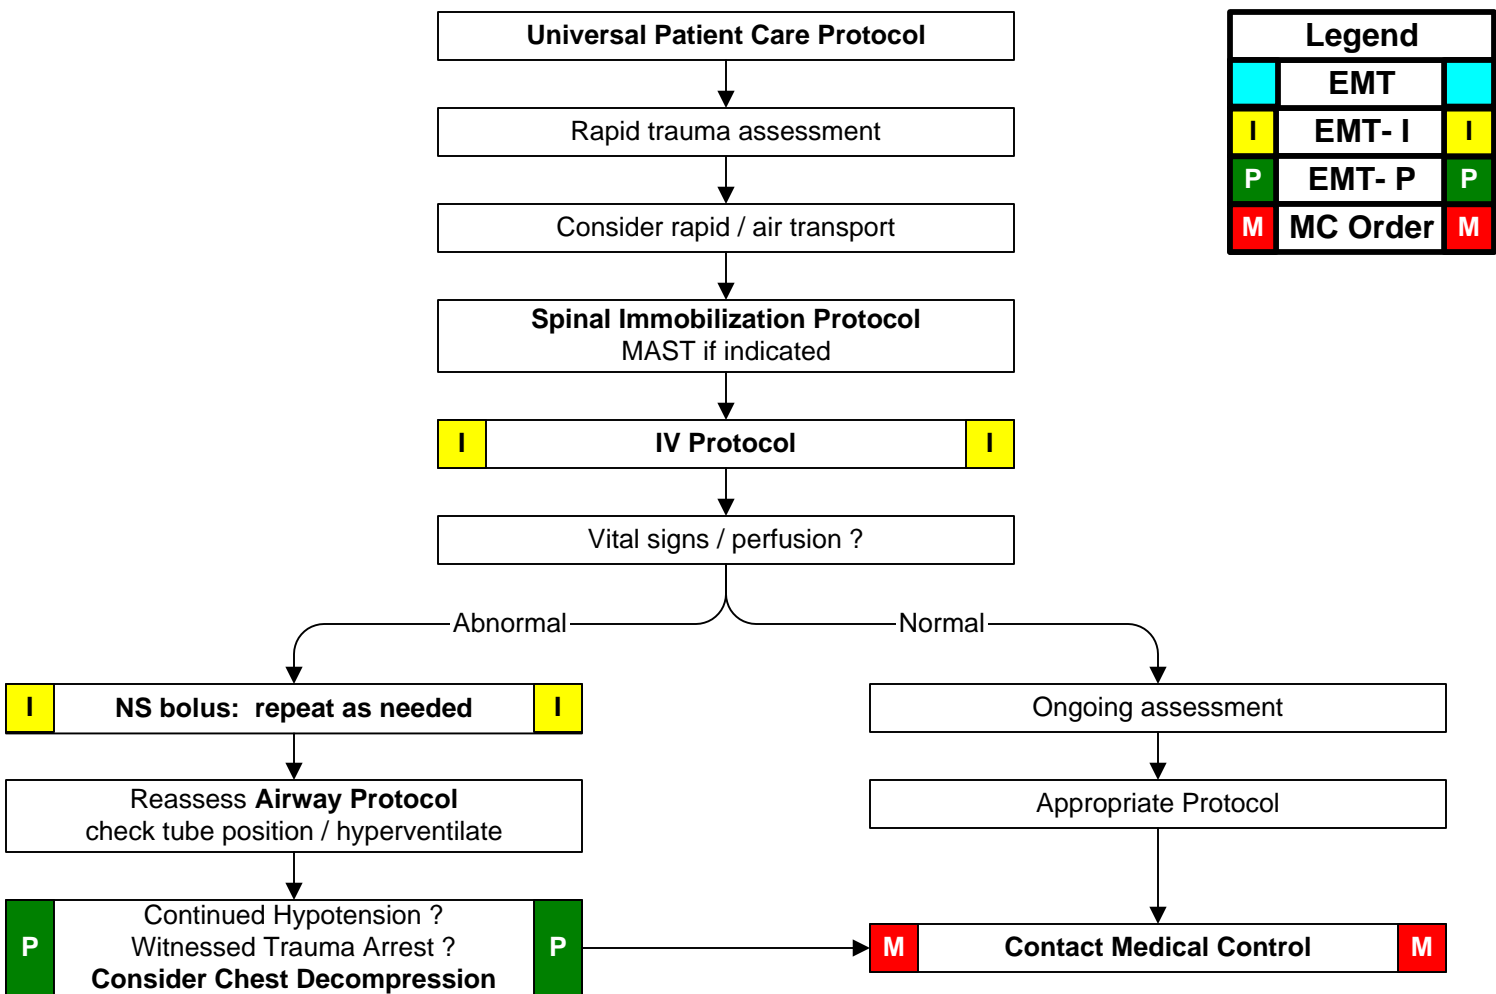 Universal Patient Care Protocol
Legend
EMT
I EMT- I I
P EMT- P P
M MC Order M
Rapid trauma assessment
Consider rapid / air transport
Spinal Immobilization Protocol
MAST if indicated
I IV Protocol I
Vital signs / perfusion ?
Abnormal
Normal
I NS bolus: repeat as needed I
Reassess Airway Protocol
check tube position / hyperventilate
P Continued Hypotension ? P
Witnessed Trauma Arrest ?
Consider Chest Decompression
Ongoing assessment
Appropriate Protocol
M Contact Medical Control M